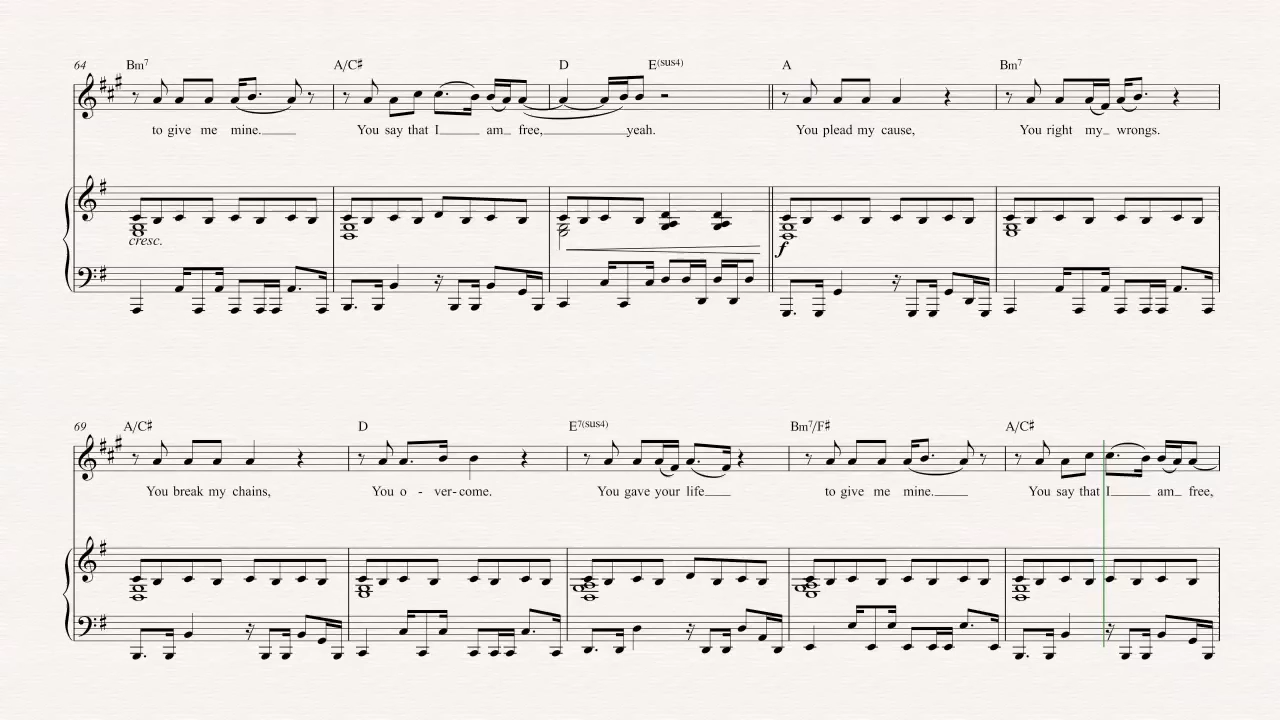 64 Bm7 A/C♯ D E(sus4) A Bm7
to give me mine. You say that I am free, yeah. You plead my cause, You right my wrongs.
cresc.
f
69 A/C♯ D E7(sus4) Bm7/F♯ A/C♯
You break my chains, You o - ver- come. You gave your life to give me mine. You say that I am free,